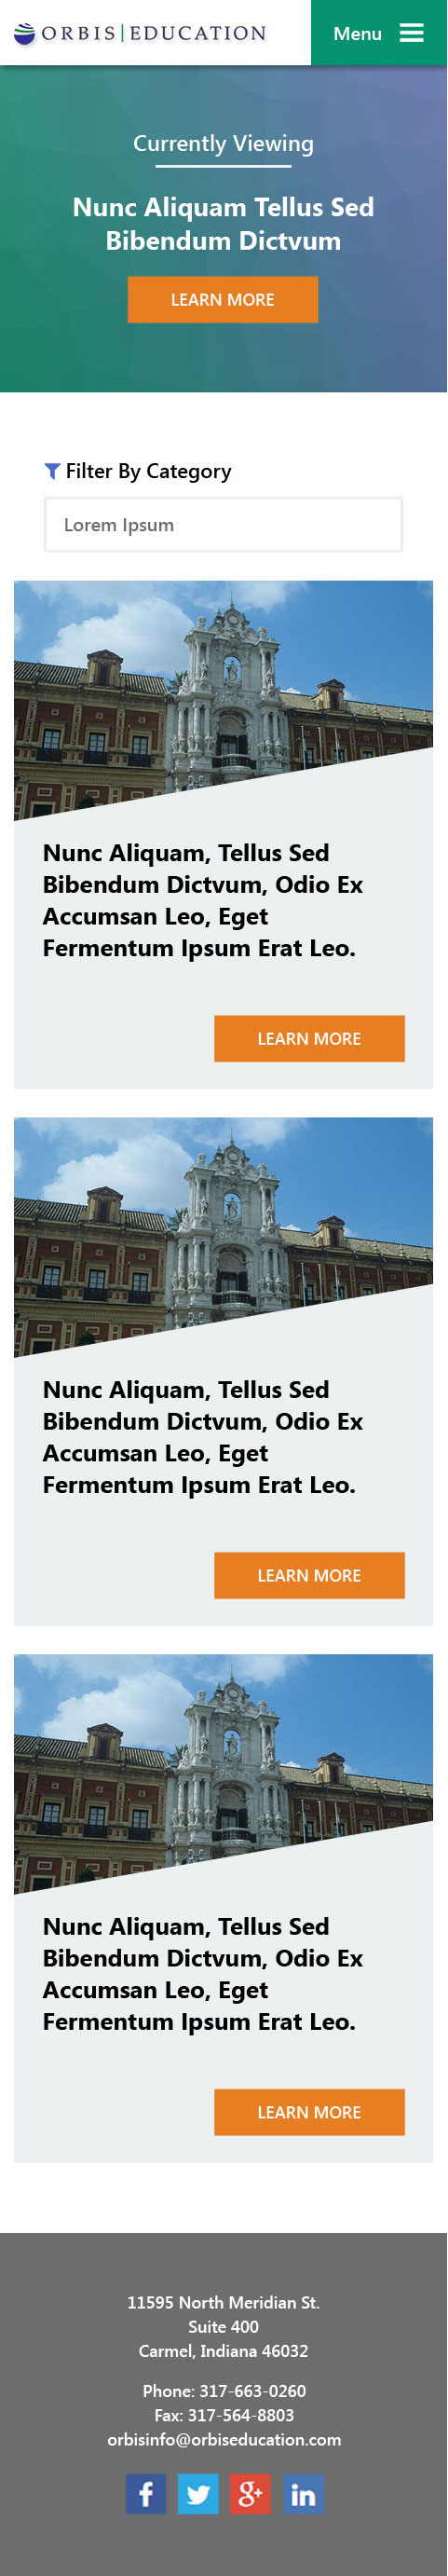 ORBIS|EDUCATION
Menu
Currently Viewing
Nunc Aliquam Tellus Sed
Bibendum Dictvum
LEARN MORE
Filter By Category
Lorem Ipsum
Nunc Aliquam, Tellus Sed
Bibendum Dictvum, Odio Ex
Accumsan Leo, Eget
Fermentum Ipsum Erat Leo.
LEARN MORE
Nunc Aliquam, Tellus Sed
Bibendum Dictvum, Odio Ex
Accumsan Leo, Eget
Fermentum Ipsum Erat Leo.
LEARN MORE
Nunc Aliquam, Tellus Sed
Bibendum Dictvum, Odio Ex
Accumsan Leo, Eget
Fermentum Ipsum Erat Leo.
LEARN MORE
11595 North Meridian St.
Suite 400
Carmel, Indiana 46032
Phone: 317-663-0260
Fax: 317-564-8803
orbisinfo@orbiseducation.com
f g+ in